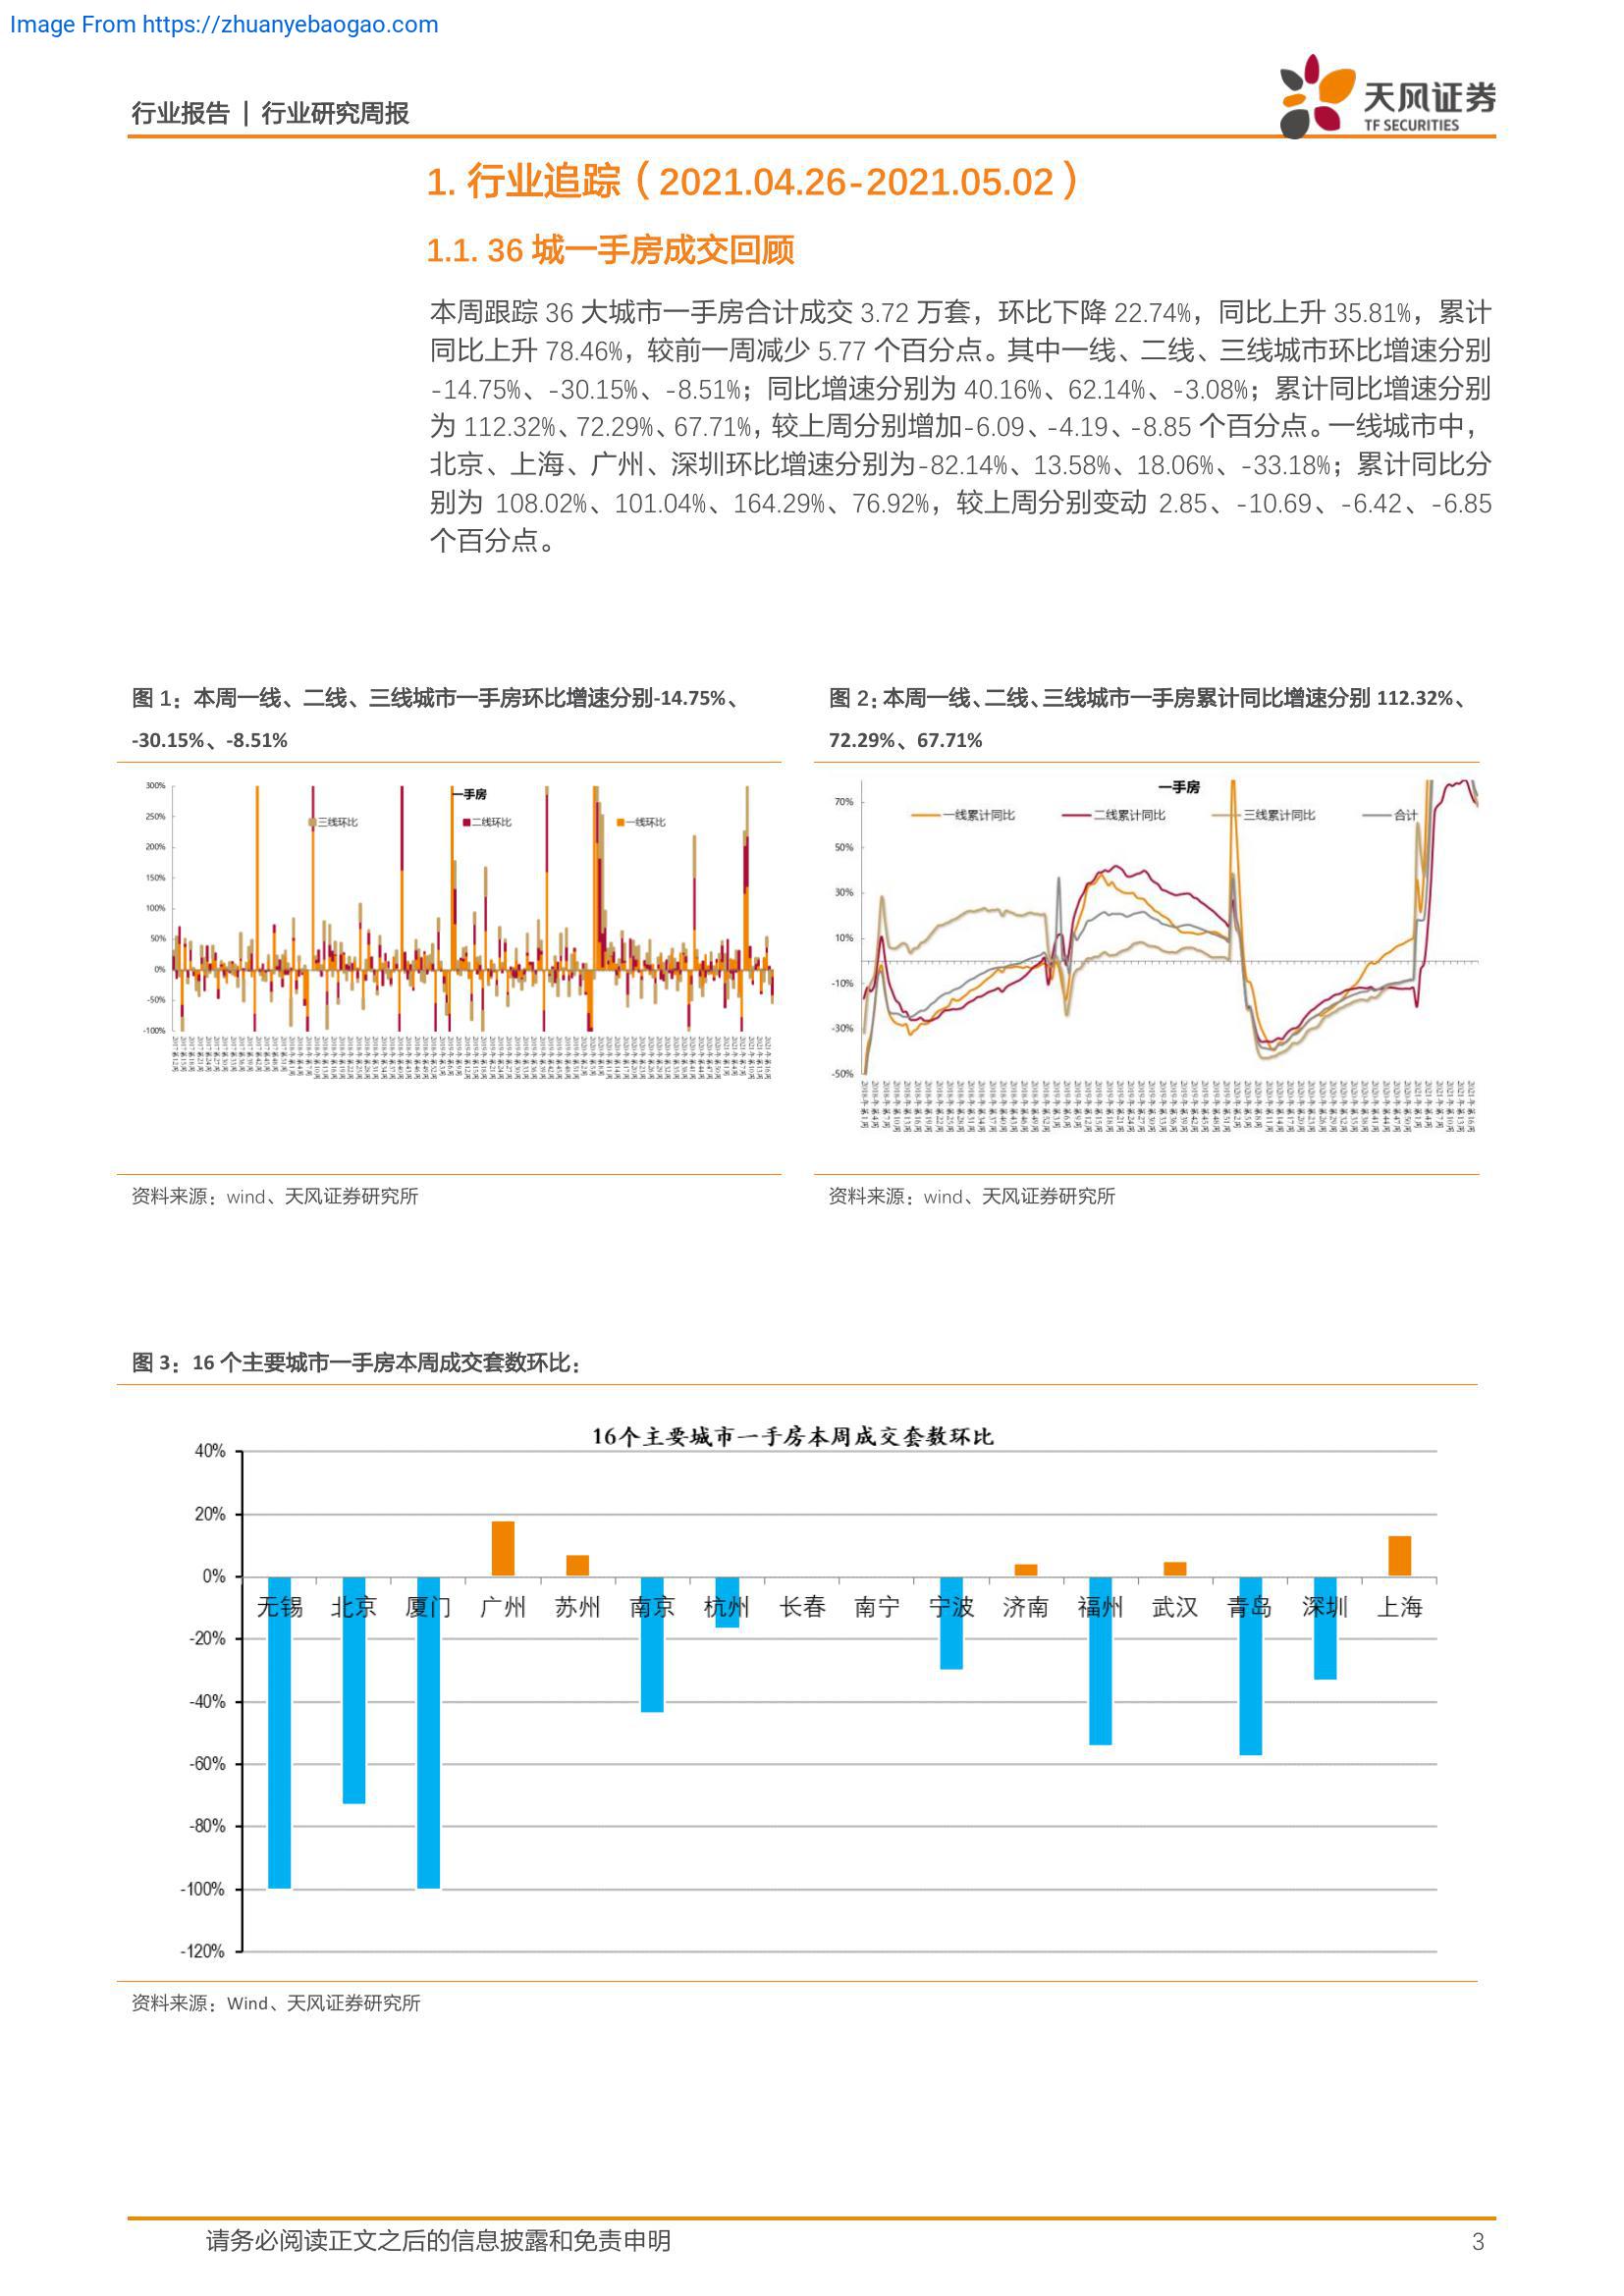 Image From https://zhuanyebaogao.com
行业报告 | 行业研究周报
天风证券
TF SECURITIES
1. 行业追踪（2021.04.26-2021.05.02）
1.1. 36 城一手房成交回顾
本周跟踪 36 大城市一手房合计成交 3.72 万套，环比下降 22.74%，同比上升 35.81%，累计
同比上升 78.46%，较前一周减少 5.77 个百分点。其中一线、二线、三线城市环比增速分别
-14.75%、-30.15%、-8.51%；同比增速分别为 40.16%、62.14%、-3.08%；累计同比增速分别
为 112.32%、72.29%、67.71%，较上周分别增加-6.09、-4.19、-8.85 个百分点。一线城市中，
北京、上海、广州、深圳环比增速分别为-82.14%、13.58%、18.06%、-33.18%；累计同比分
别为 108.02%、101.04%、164.29%、76.92%，较上周分别变动 2.85、-10.69、-6.42、-6.85
个百分点。
图 1：本周一线、二线、三线城市一手房环比增速分别-14.75%、
-30.15%、-8.51%
一手房
三线环比 二线环比 一线环比
300%
250%
200%
150%
100%
50%
0%
-50%
-100%
资料来源：wind、天风证券研究所
图 2：本周一线、二线、三线城市一手房累计同比增速分别 112.32%、
72.29%、67.71%
一手房
一线累计同比 二线累计同比 三线累计同比 合计
70%
50%
30%
10%
-10%
-30%
-50%
资料来源：wind、天风证券研究所
图 3：16 个主要城市一手房本周成交套数环比：
16个主要城市一手房本周成交套数环比
40%
20%
0%
无锡 北京 厦门 广州 苏州 南京 杭州 长春 南宁 宁波 济南 福州 武汉 青岛 深圳 上海
-20%
-40%
-60%
-80%
-100%
-120%
资料来源：Wind、天风证券研究所
请务必阅读正文之后的信息披露和免责申明 3